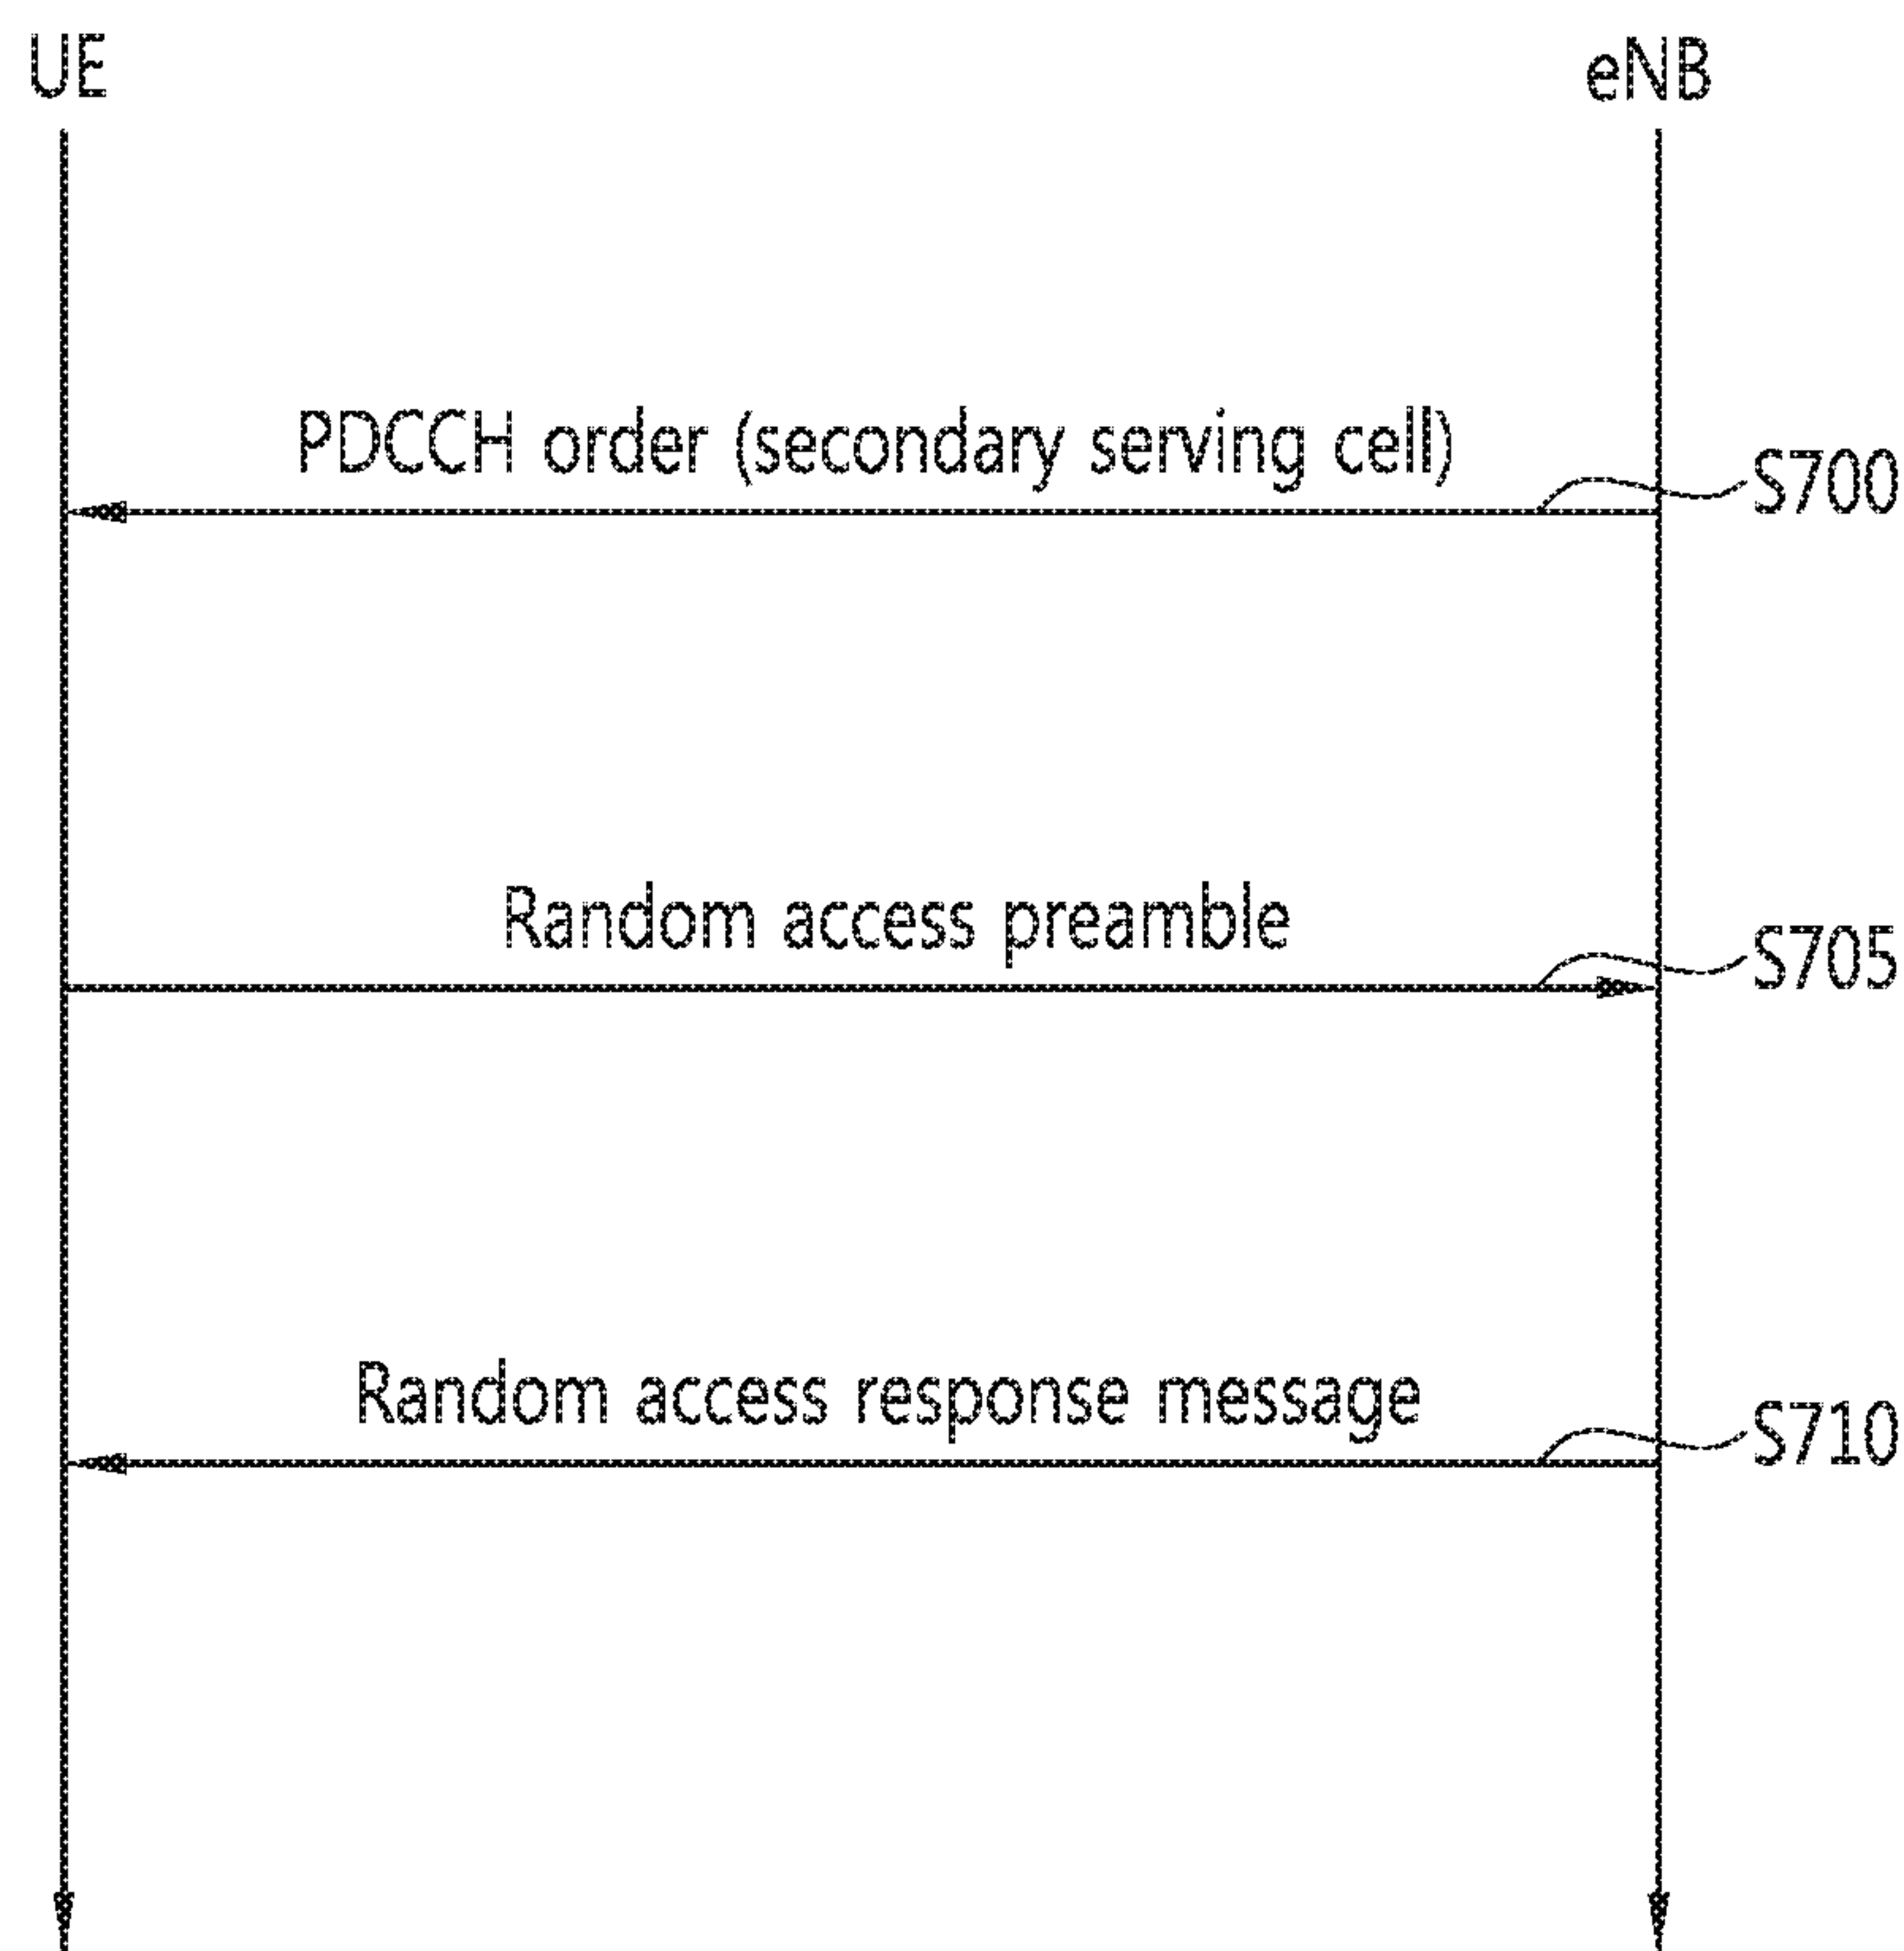 UE eNB
PDCCH order (secondary serving cell)
S700
Random access preamble
S705
Random access response message
S710